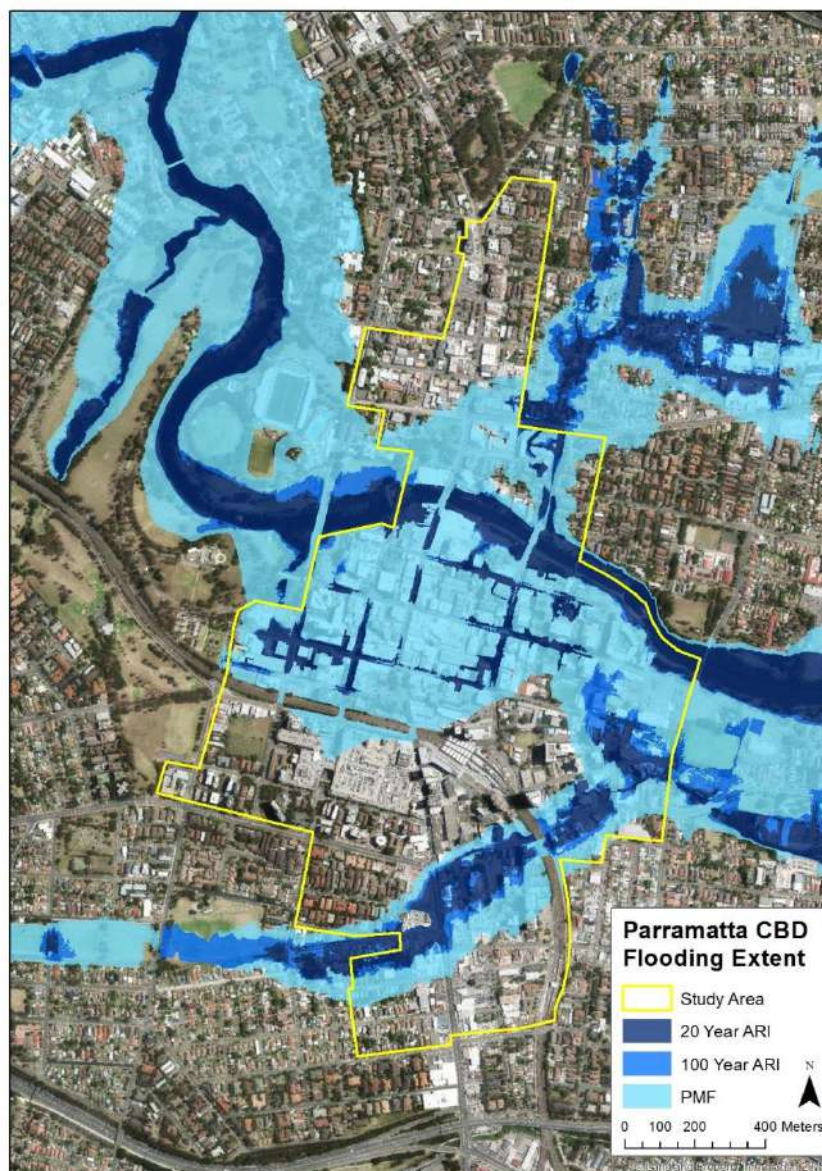 Parramatta CBD
Flooding Extent
Study Area
20 Year ARI
100 Year ARI
PMF
N
0 100 200 400 Meters